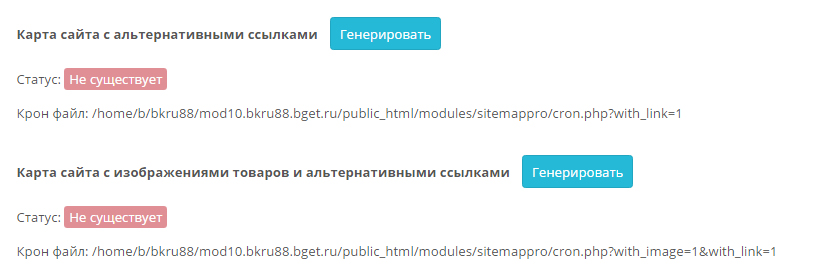 Карта сайта с альтернативными ссылками Генерировать
Статус: Не существует
Крон файл: /home/b/bkru88/mod10.bkru88.bget.ru/public_html/modules/sitemappro/cron.php?with_link=1
Карта сайта с изображениями товаров и альтернативными ссылками Генерировать
Статус: Не существует
Крон файл: /home/b/bkru88/mod10.bkru88.bget.ru/public_html/modules/sitemappro/cron.php?with_image=1&with_link=1